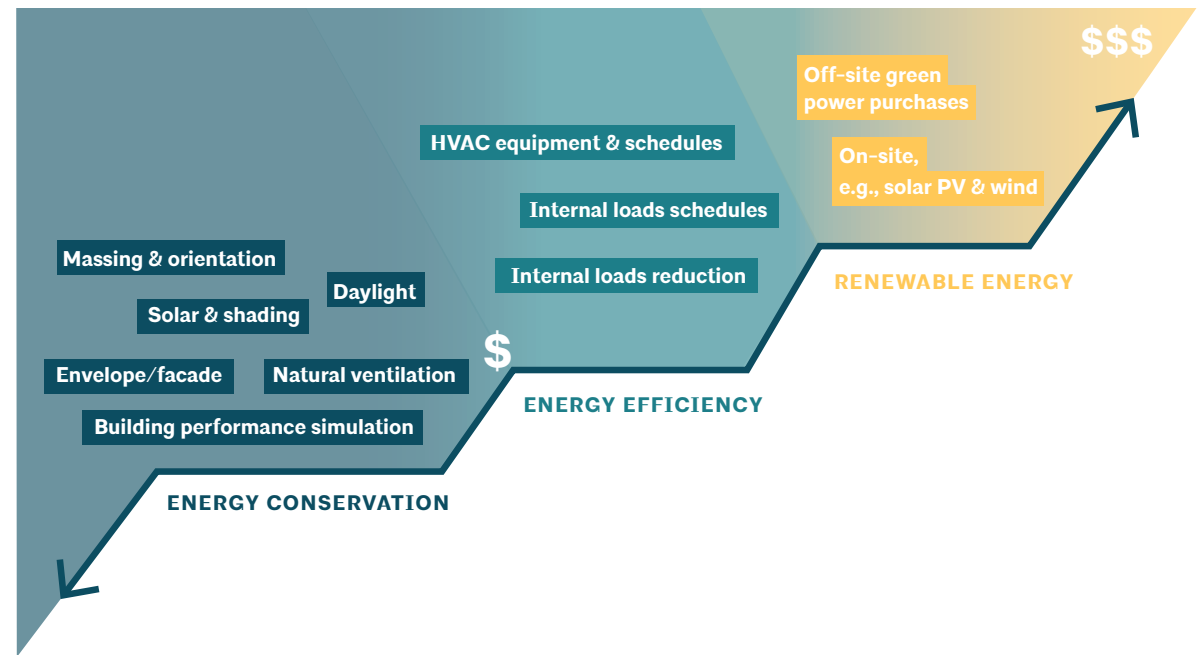 $$$
Off-site green
power purchases
HVAC equipment & schedules
On-site,
e.g., solar PV & wind
Internal loads schedules
Massing & orientation
Internal loads reduction
RENEWABLE ENERGY
Daylight
Solar & shading
$
Envelope/facade
Natural ventilation
ENERGY EFFICIENCY
Building performance simulation
ENERGY CONSERVATION